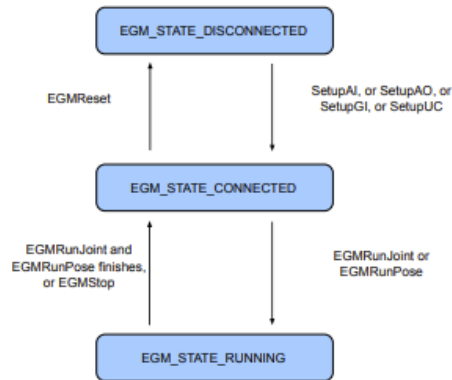 EGM_STATE_DISCONNECTED
EGMReset
SetupAI, or SetupAO, or
SetupGI, or SetupUC
EGM_STATE_CONNECTED
EGMRunJoint and
EGMRunPose finishes,
or EGMStop
EGMRunJoint or
EGMRunPose
EGM_STATE_RUNNING